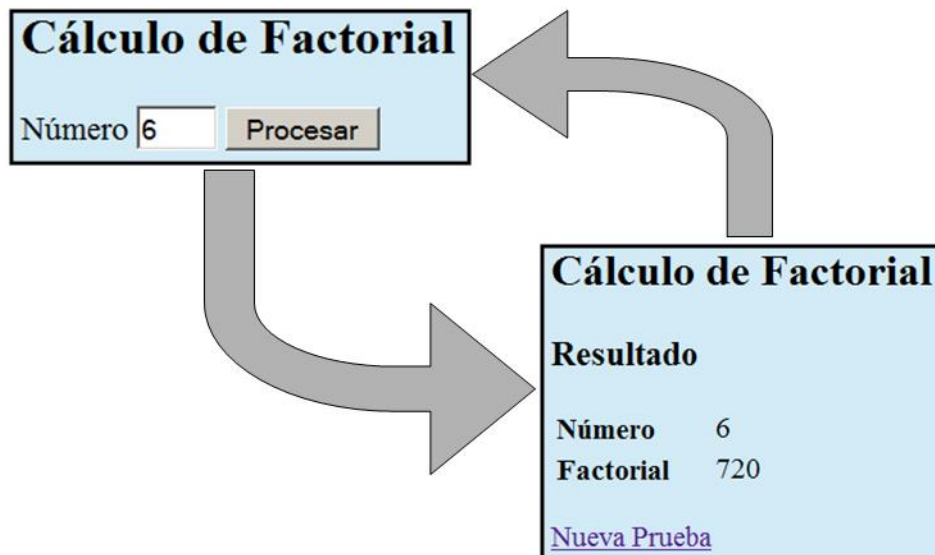 Cálculo de Factorial
Número 6 Procesar
Cálculo de Factorial
Resultado
Número 6
Factorial 720
Nueva Prueba